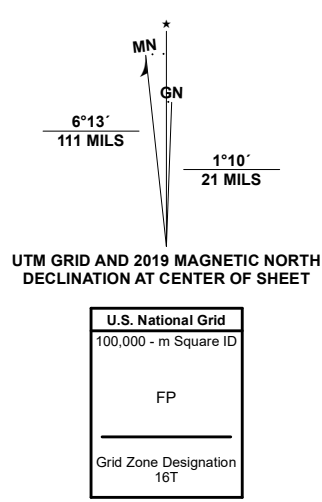 MN
GN
6°13´
111 MILS
1°10´
21 MILS
UTM GRID AND 2019 MAGNETIC NORTH
DECLINATION AT CENTER OF SHEET
U.S. National Grid
100,000 - m Square ID
FP
Grid Zone Designation
16T